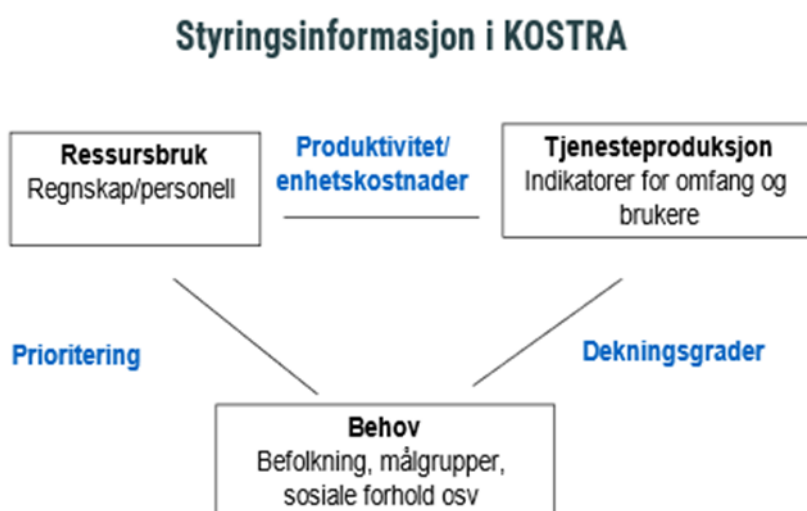 Styringsinformasjon i KOSTRA
Ressursbruk
Regnskap/personell
Produktivitet/
enhetskostnader
Tjenesteproduksjon
Indikatorer for omfang og
brukere
Prioritering
Dekningsgrader
Behov
Befolkning, målgrupper,
sosiale forhold osv